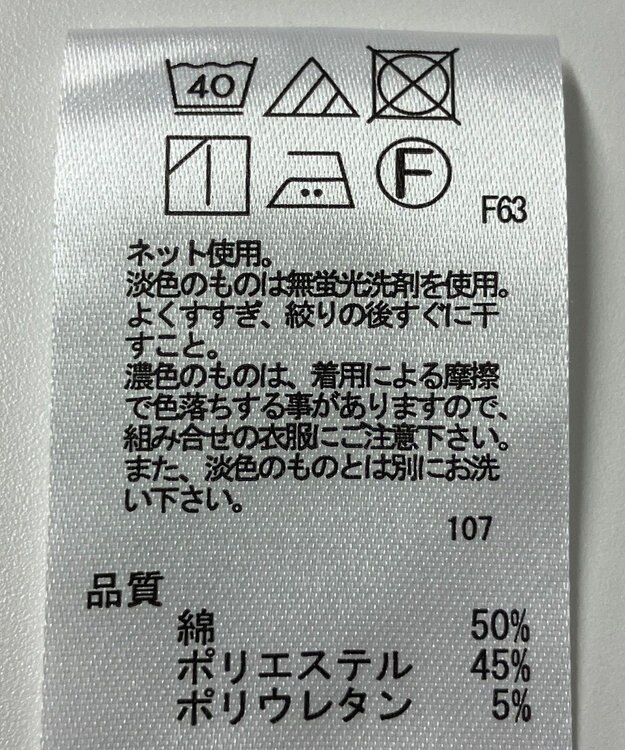 40
F
F63
ネット使用。
淡色のものは無蛍光洗剤を使用。
よくすすぎ、絞りの後すぐに干
すこと。
濃色のものは、着用による摩擦
で色落ちする事がありますので、
組み合せの衣服にご注意下さい。
また、淡色のものとは別にお洗
い下さい。
107
品質
綿 50%
ポリエステル 45%
ポリウレタン 5%